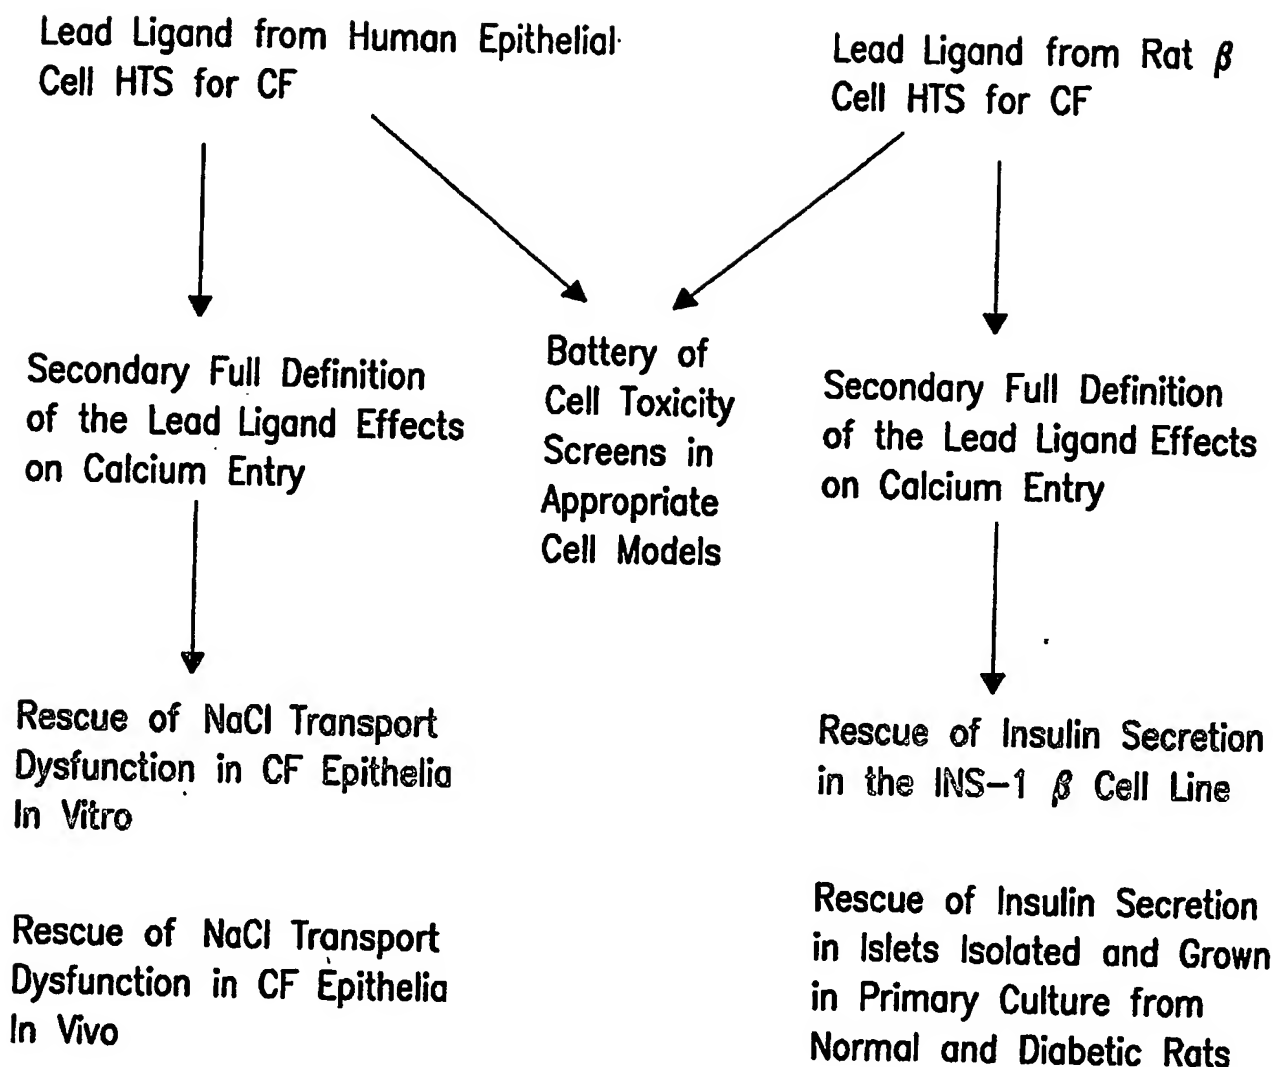 Lead Ligand from Human Epithelial
Cell HTS for CF
Lead Ligand from Rat β
Cell HTS for CF
Secondary Full Definition
of the Lead Ligand Effects
on Calcium Entry
Battery of
Cell Toxicity
Screens in
Appropriate
Cell Models
Secondary Full Definition
of the Lead Ligand Effects
on Calcium Entry
Rescue of NaCl Transport
Dysfunction in CF Epithelia
In Vitro
Rescue of Insulin Secretion
in the INS-1 β Cell Line
Rescue of NaCl Transport
Dysfunction in CF Epithelia
In Vivo
Rescue of Insulin Secretion
in Islets Isolated and Grown
in Primary Culture from
Normal and Diabetic Rats